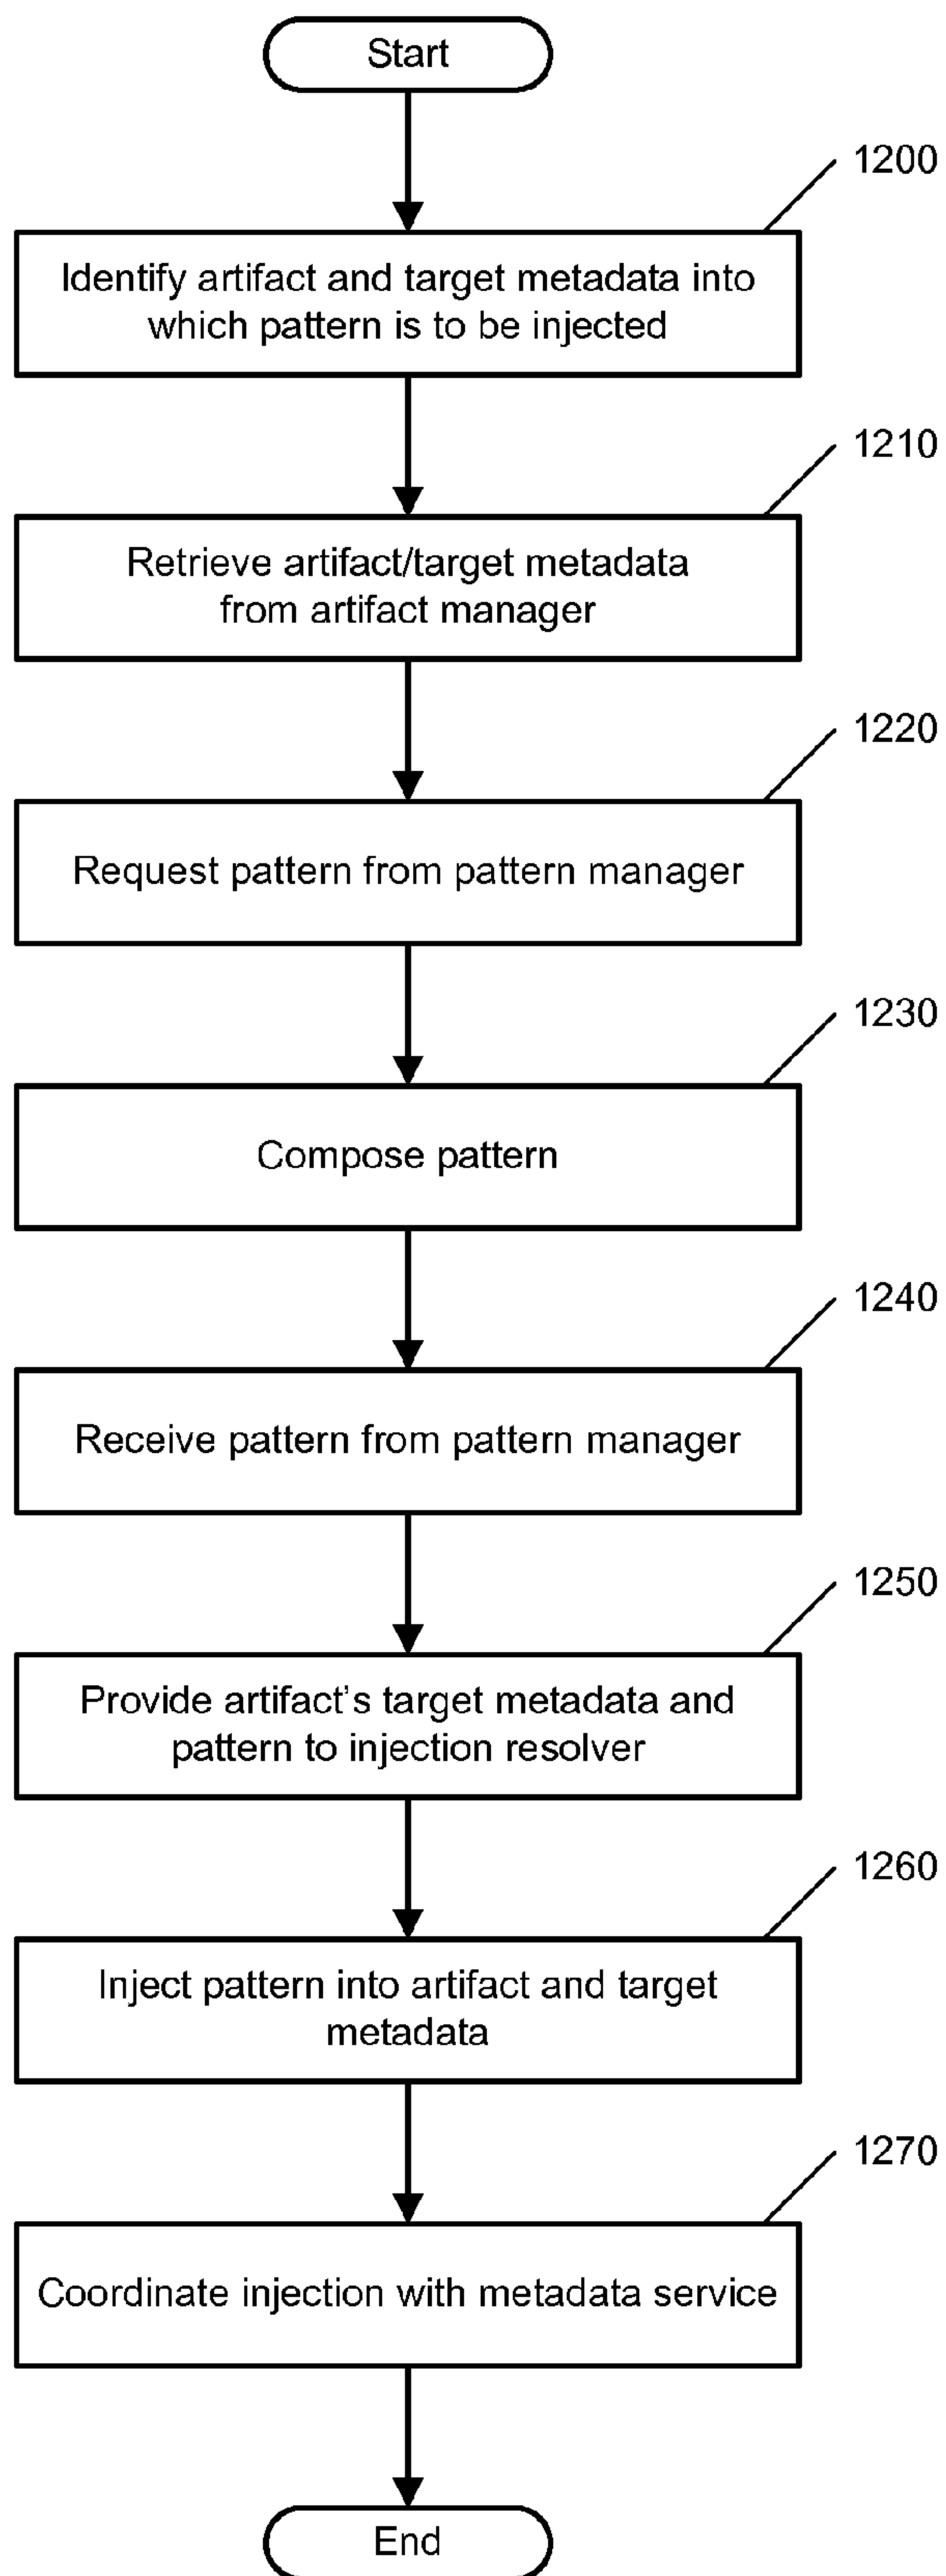 Start
1200
Identify artifact and target metadata into
which pattern is to be injected
1210
Retrieve artifact/target metadata
from artifact manager
1220
Request pattern from pattern manager
1230
Compose pattern
1240
Receive pattern from pattern manager
1250
Provide artifact's target metadata and
pattern to injection resolver
1260
Inject pattern into artifact and target
metadata
1270
Coordinate injection with metadata service
End